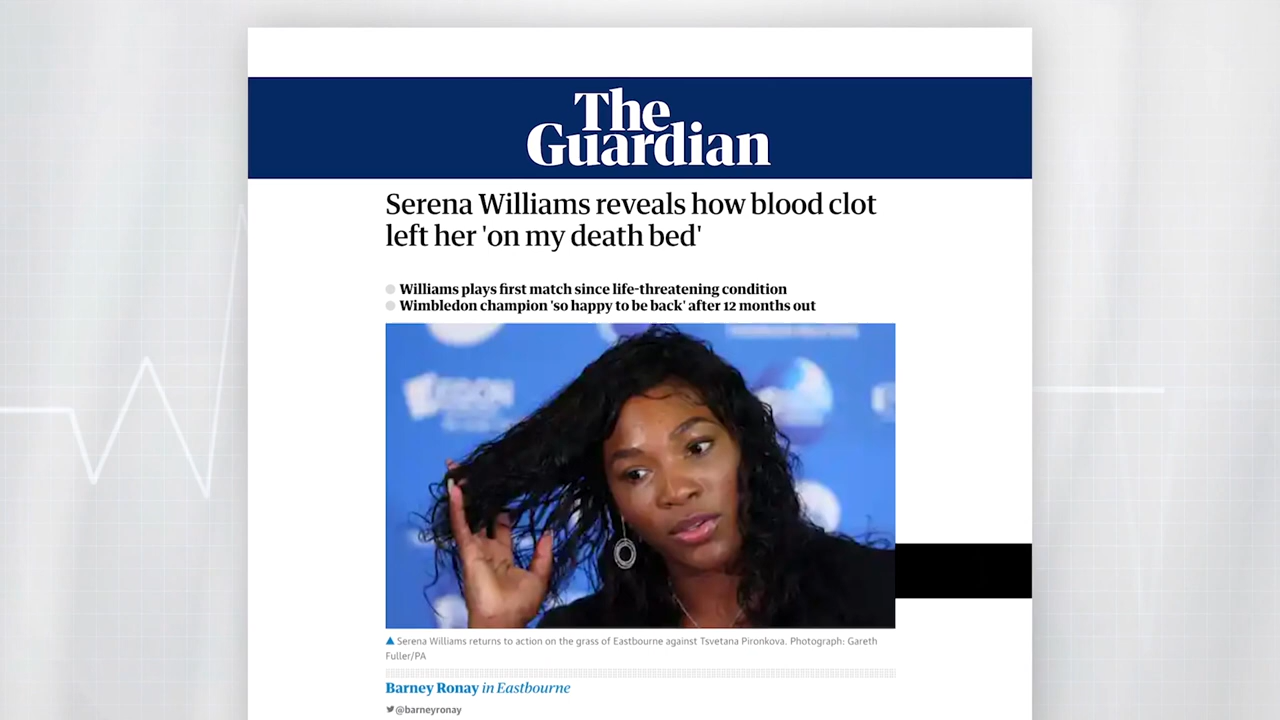 The
Guardian
Serena Williams reveals how blood clot
left her 'on my death bed'
Williams plays first match since life-threatening condition
Wimbledon champion 'so happy to be back' after 12 months out
Serena Williams returns to action on the grass of Eastbourne against Tsvetana Pironkova. Photograph: Gareth
Fuller/PA
Barney Ronay in Eastbourne
@barneyronay